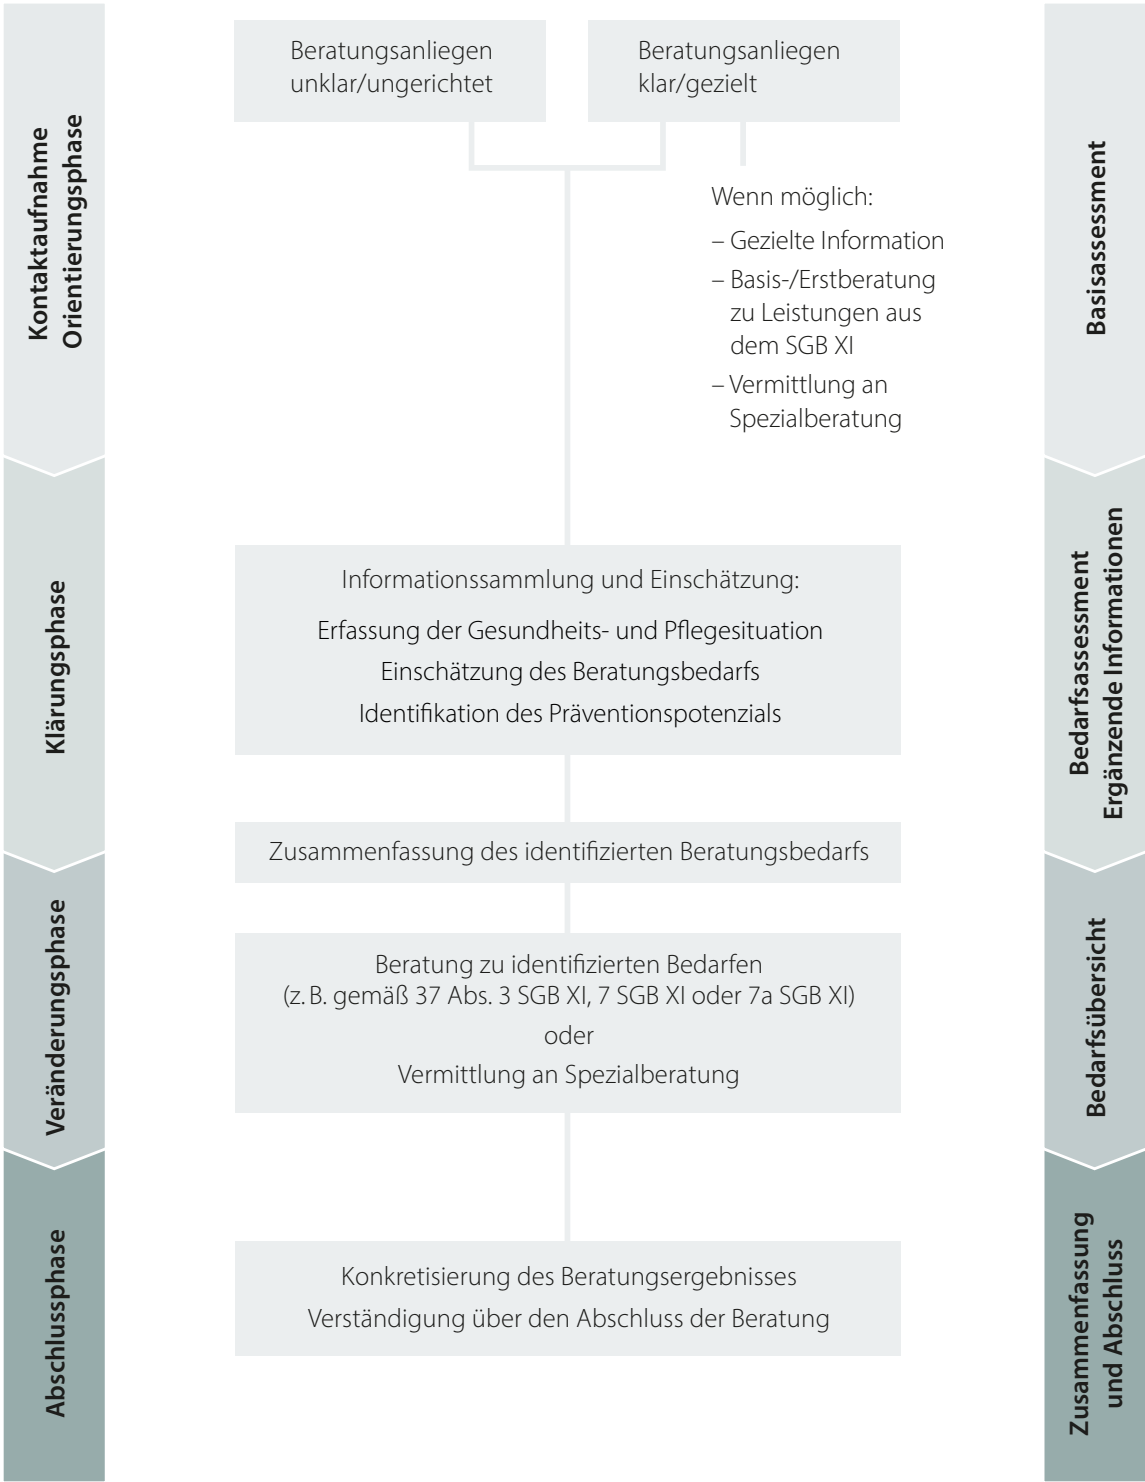 Kontaktaufnahme
Orientierungsphase
Klärungsphase
Veränderungsphase
Abschlussphase
Beratungsanliegen
unklar/ungerichtet
Beratungsanliegen
klar/gezielt
Wenn möglich:
– Gezielte Information
– Basis-/Erstberatung
zu Leistungen aus
dem SGB XI
– Vermittlung an
Spezialberatung
Informationssammlung und Einschätzung:
Erfassung der Gesundheits- und Pflegesituation
Einschätzung des Beratungsbedarfs
Identifikation des Präventionspotenzials
Zusammenfassung des identifizierten Beratungsbedarfs
Beratung zu identifizierten Bedarfen
(z. B. gemäß 37 Abs. 3 SGB XI, 7 SGB XI oder 7a SGB XI)
oder
Vermittlung an Spezialberatung
Konkretisierung des Beratungsergebnisses
Verständigung über den Abschluss der Beratung
Basisassessment
Bedarfsassessment
Ergänzende Informationen
Bedarfsübersicht
Zusammenfassung
und Abschluss